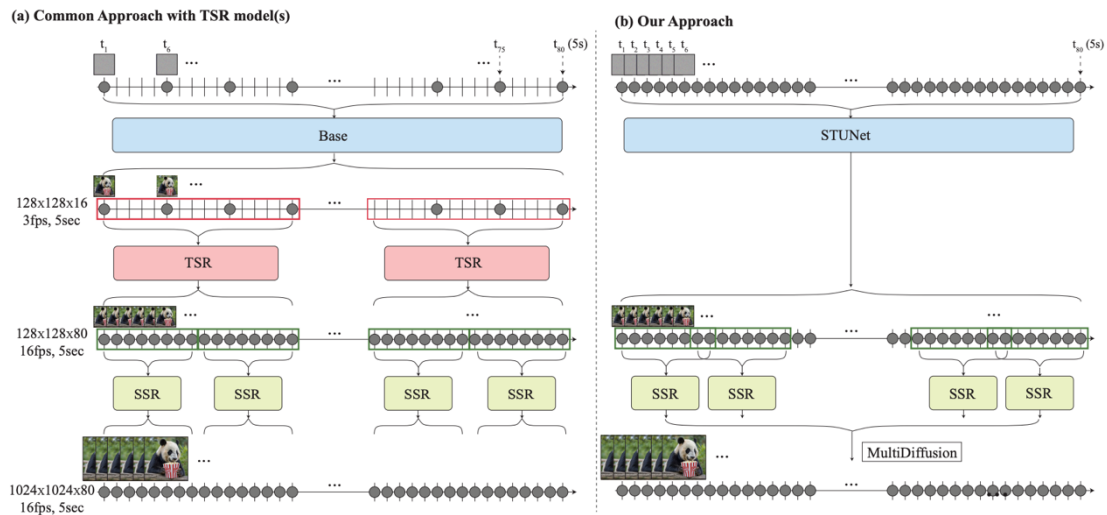 (a) Common Approach with TSR model(s)
t₁ t₆ ... ... t₇₅ t₈₀ (5s)
...
Base
...
128x128x16
3fps, 5sec
...
TSR TSR
... ...
128x128x80
16fps, 5sec
...
SSR SSR ... SSR SSR
...
1024x1024x80
16fps, 5sec
...
(b) Our Approach
t₁ t₂ t₃ t₄ t₅ t₆ ... t₈₀ (5s)
...
STUNet
... ...
...
SSR SSR SSR SSR
MultiDiffusion
...
...